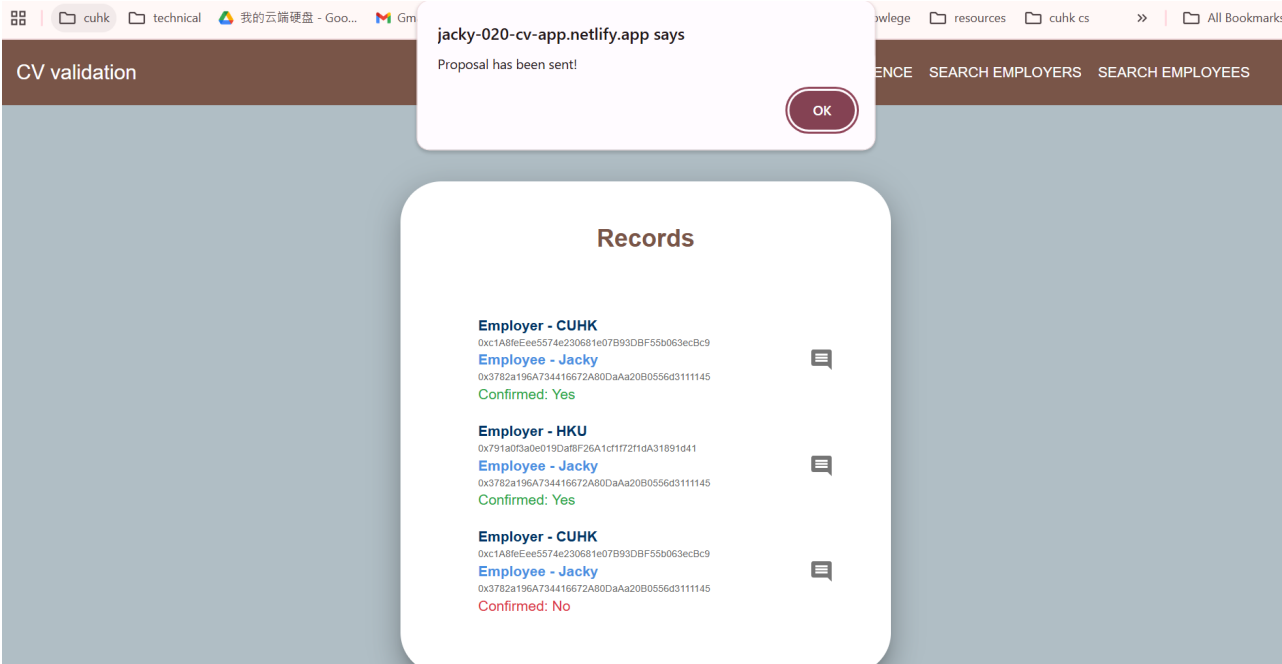 cuhk technical 我的云端硬盘 - Goo... resources cuhk cs » All Bookmarks
jacky-020-cv-app.netlify.app says
Proposal has been sent!
OK
CV validation SEARCH EMPLOYERS SEARCH EMPLOYEES
Records
Employer - CUHK
0xc1A8feEee5574e230681e07B93DBF55b063ecBc9
Employee - Jacky
0x3782a196A734416672A80DaAa20B0556d3111145
Confirmed: Yes
Employer - HKU
0x791a0f3a0e019Daf8F26A1cf1f72f1dA31891d41
Employee - Jacky
0x3782a196A734416672A80DaAa20B0556d3111145
Confirmed: Yes
Employer - CUHK
0xc1A8feEee5574e230681e07B93DBF55b063ecBc9
Employee - Jacky
0x3782a196A734416672A80DaAa20B0556d3111145
Confirmed: No